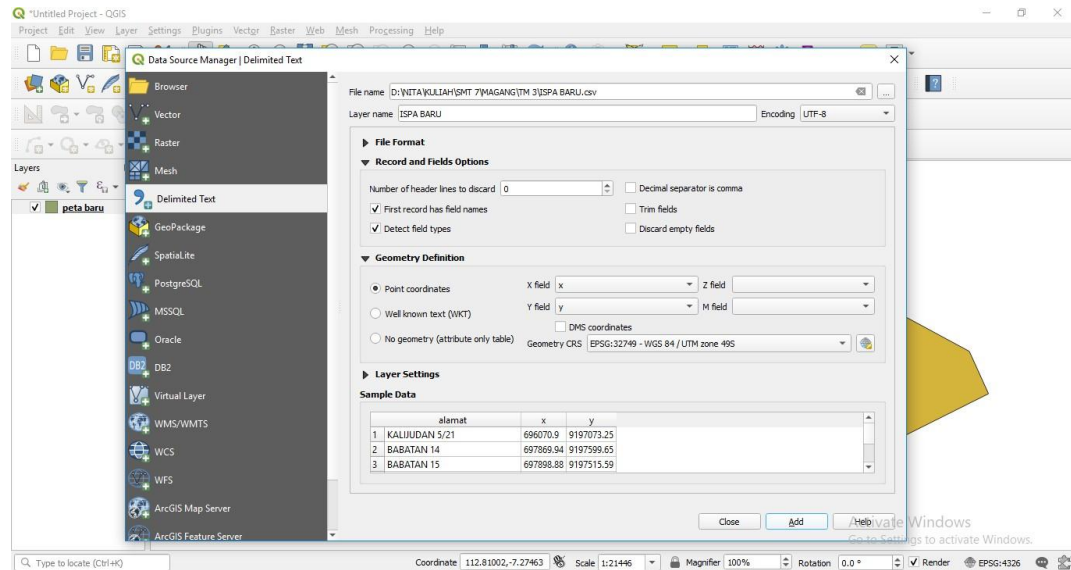 *Untitled Project - QGIS
Project Edit View Layer Settings Plugins Vector Raster Web Mesh Processing Help
Data Source Manager | Delimited Text
Browser
Vector
Raster
Mesh
Delimited Text
GeoPackage
SpatiaLite
PostgreSQL
MSSQL
Oracle
DB2 DB2
Virtual Layer
WMS/WMTS
WCS
WFS
ArcGIS Map Server
ArcGIS Feature Server
Layers
peta baru
File name D:\NITA\KULIAH\SMT 7\MAGANG\TM 3\ISPA BARU.csv ...
Layer name ISPA BARU Encoding UTF-8
File Format
Record and Fields Options
Number of header lines to discard 0 Decimal separator is comma
First record has field names Trim fields
Detect field types Discard empty fields
Geometry Definition
Point coordinates X field x Z field
Well known text (WKT) Y field y M field
DMS coordinates
No geometry (attribute only table) Geometry CRS EPSG:32749 - WGS 84 / UTM zone 49S
Layer Settings
Sample Data
alamat x y
1 KALIJUDAN 5/21 696070.9 9197073.25
2 BABATAN 14 697869.94 9197599.65
3 BABATAN 15 697898.88 9197515.59
Close Add Help
Activate Windows
Go to Settings to activate Windows.
Type to locate (Ctrl+K) Coordinate 112.81002,-7.27463 Scale 1:21446 Magnifier 100% Rotation 0.0 ° Render EPSG:4326